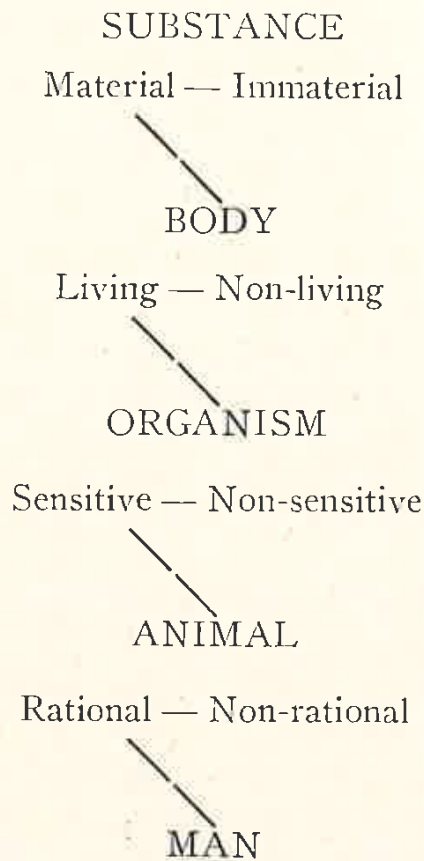 SUBSTANCE
Material — Immaterial
BODY
Living — Non-living
ORGANISM
Sensitive — Non-sensitive
ANIMAL
Rational — Non-rational
MAN